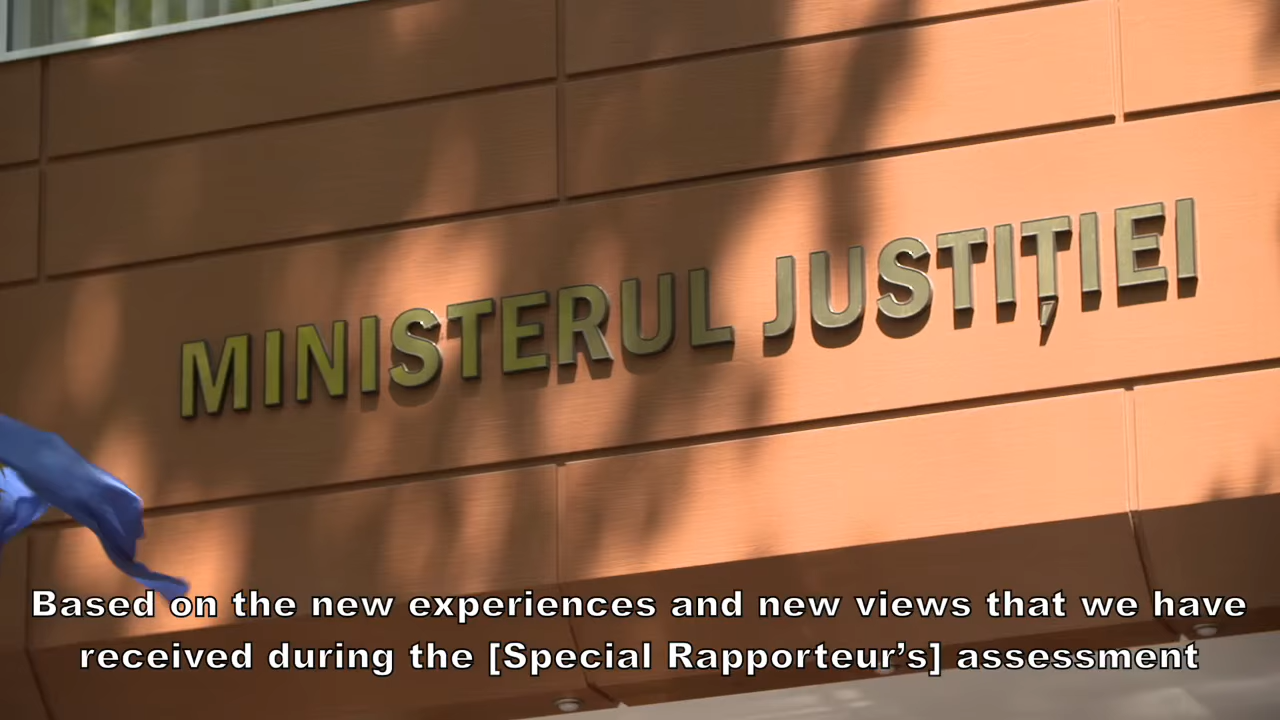 MINISTERUL JUSTIȚIEI
Based on the new experiences and new views that we have
received during the [Special Rapporteur’s] assessment